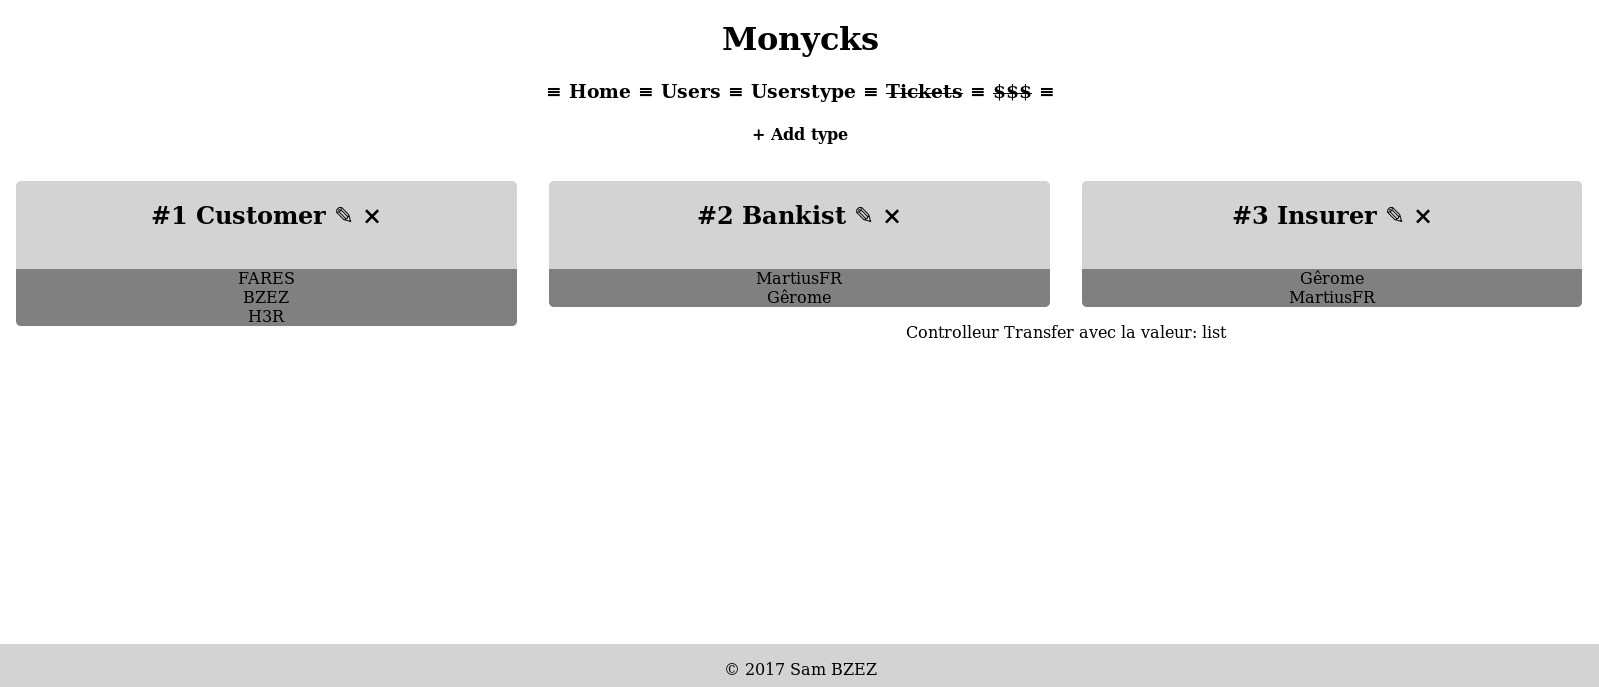 Monycks
≡ Home ≡ Users ≡ Userstype ≡ Tickets ≡ $$$ ≡
+ Add type
#1 Customer ✎ ×
FARES
BZEZ
H3R
#2 Bankist ✎ ×
MartiusFR
Gêrome
#3 Insurer ✎ ×
Gêrome
MartiusFR
Controlleur Transfer avec la valeur: list
© 2017 Sam BZEZ